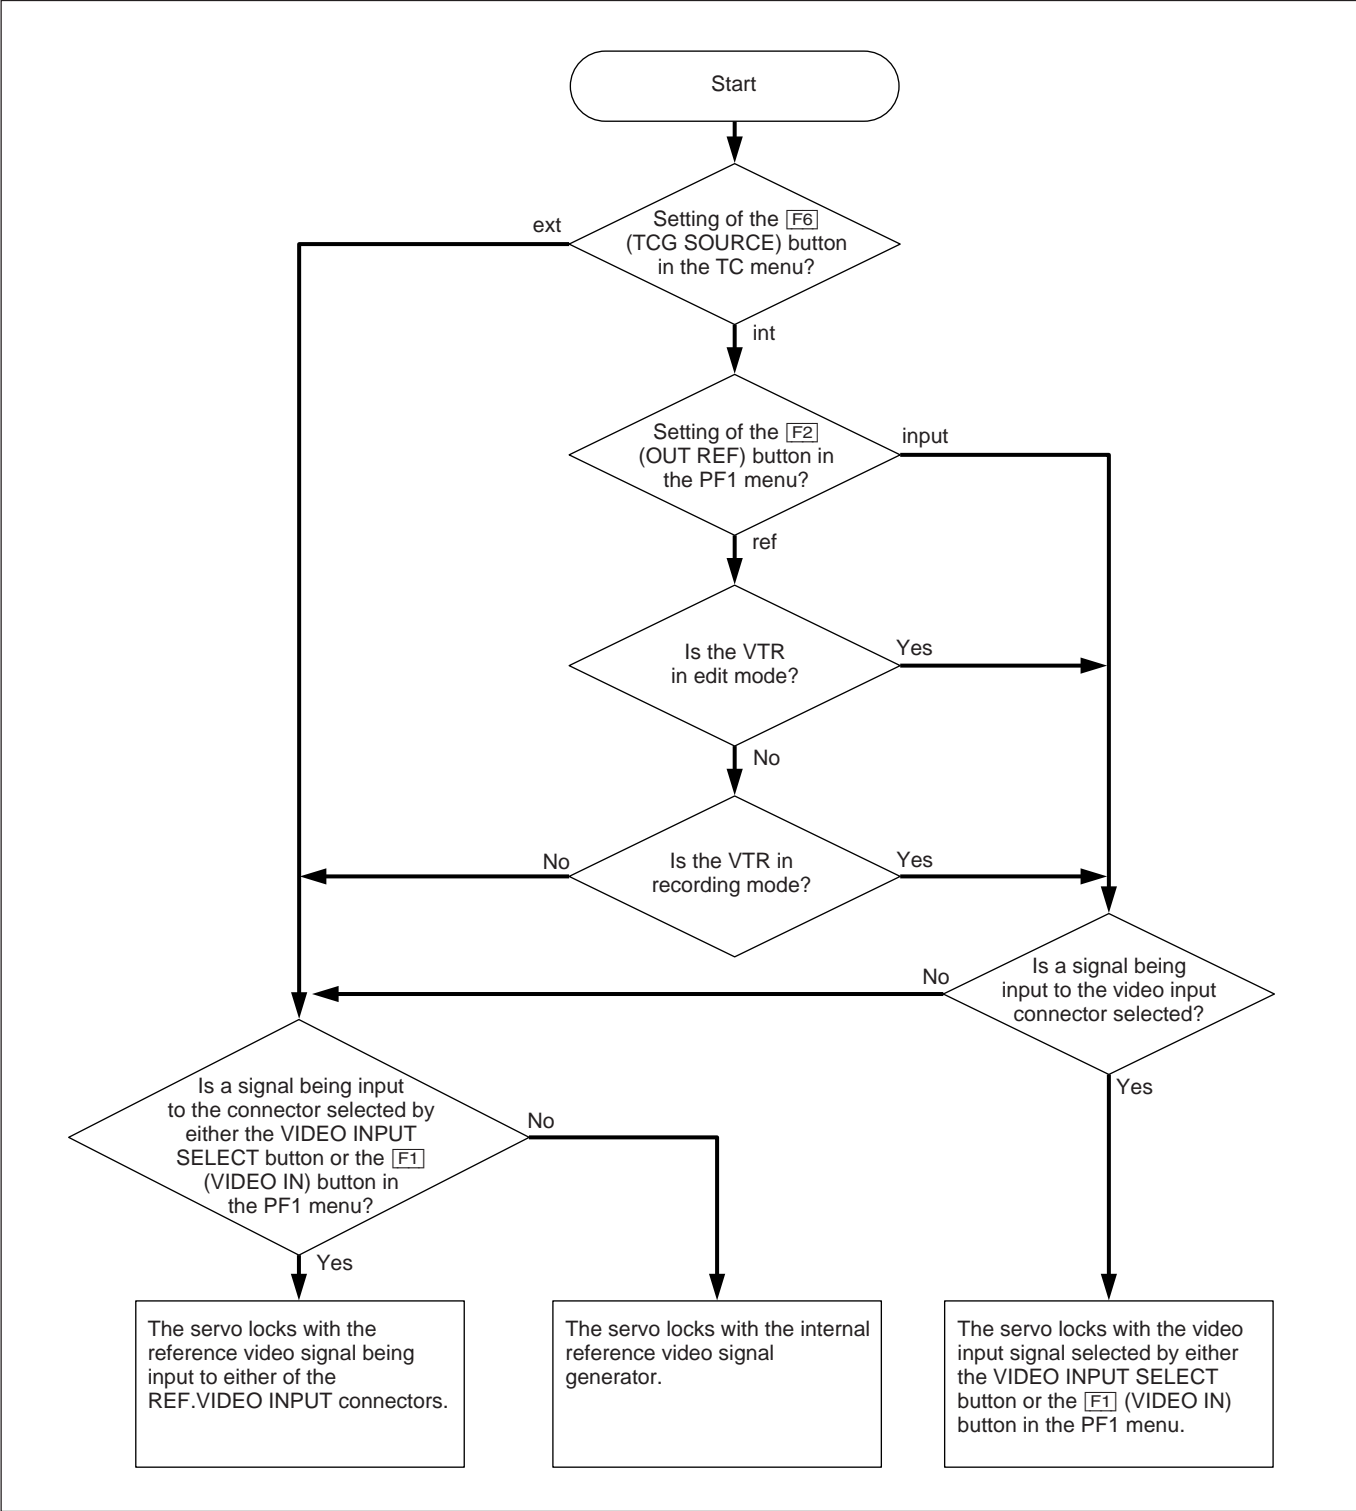 Start
ext
Setting of the F6
(TCG SOURCE) button
in the TC menu?
int
Setting of the F2
(OUT REF) button in
the PF1 menu?
input
ref
Is the VTR
in edit mode?
Yes
No
No
Is the VTR in
recording mode?
Yes
No
Is a signal being
input to the video input
connector selected?
Yes
Is a signal being input
to the connector selected by
either the VIDEO INPUT
SELECT button or the F1
(VIDEO IN) button in
the PF1 menu?
No
Yes
The servo locks with the
reference video signal being
input to either of the
REF.VIDEO INPUT connectors.
The servo locks with the internal
reference video signal
generator.
The servo locks with the video
input signal selected by either
the VIDEO INPUT SELECT
button or the F1 (VIDEO IN)
button in the PF1 menu.